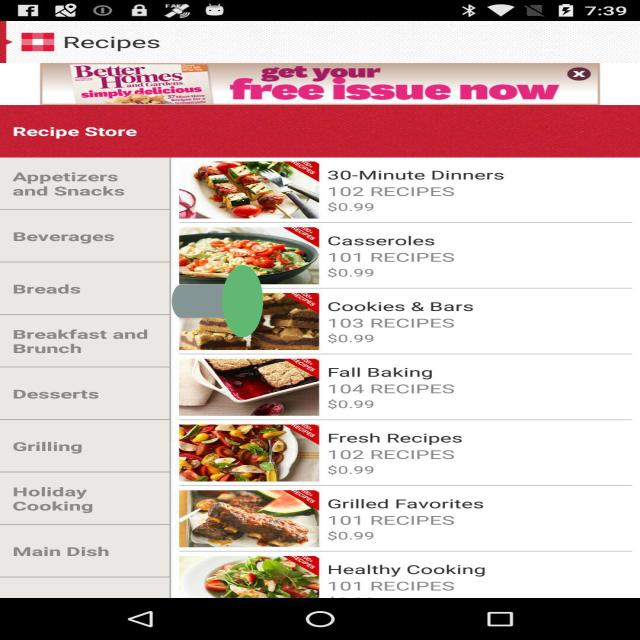 7:39
Recipes
Better Homes and Gardens
simply delicious
get your
free issue now
Recipe Store
Appetizers
and Snacks
Beverages
Breads
Breakfast and
Brunch
Desserts
Grilling
Holiday
Cooking
Main Dish
30-Minute Dinners
102 RECIPES
$0.99
Casseroles
101 RECIPES
$0.99
Cookies & Bars
103 RECIPES
$0.99
Fall Baking
104 RECIPES
$0.99
Fresh Recipes
102 RECIPES
$0.99
Grilled Favorites
101 RECIPES
$0.99
Healthy Cooking
101 RECIPES